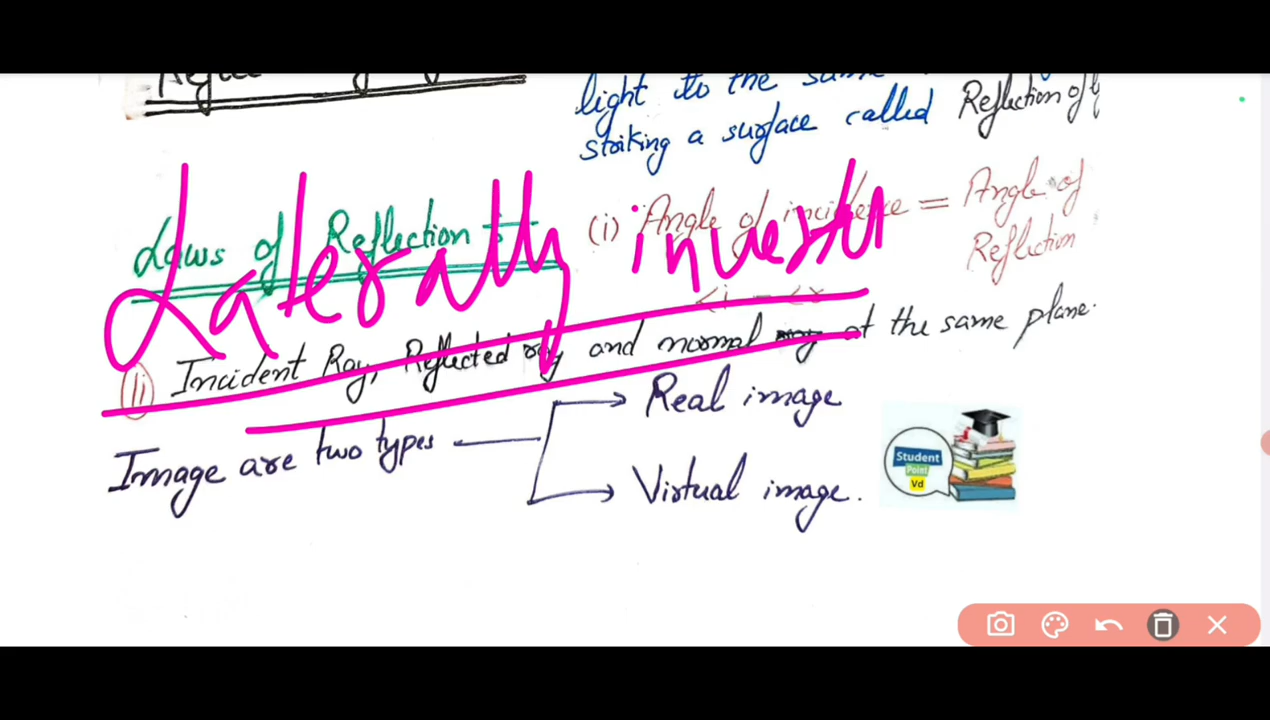 light to the same
striking a surface called Reflection of
Laws of Reflection :-
(i) Angle of incidence = Angle of
Reflection
Laterally invert
(ii) Incident Ray, Reflected ray and normal at the same plane.
Image are two types
Real image
Virtual image.
Student
Point
Vd